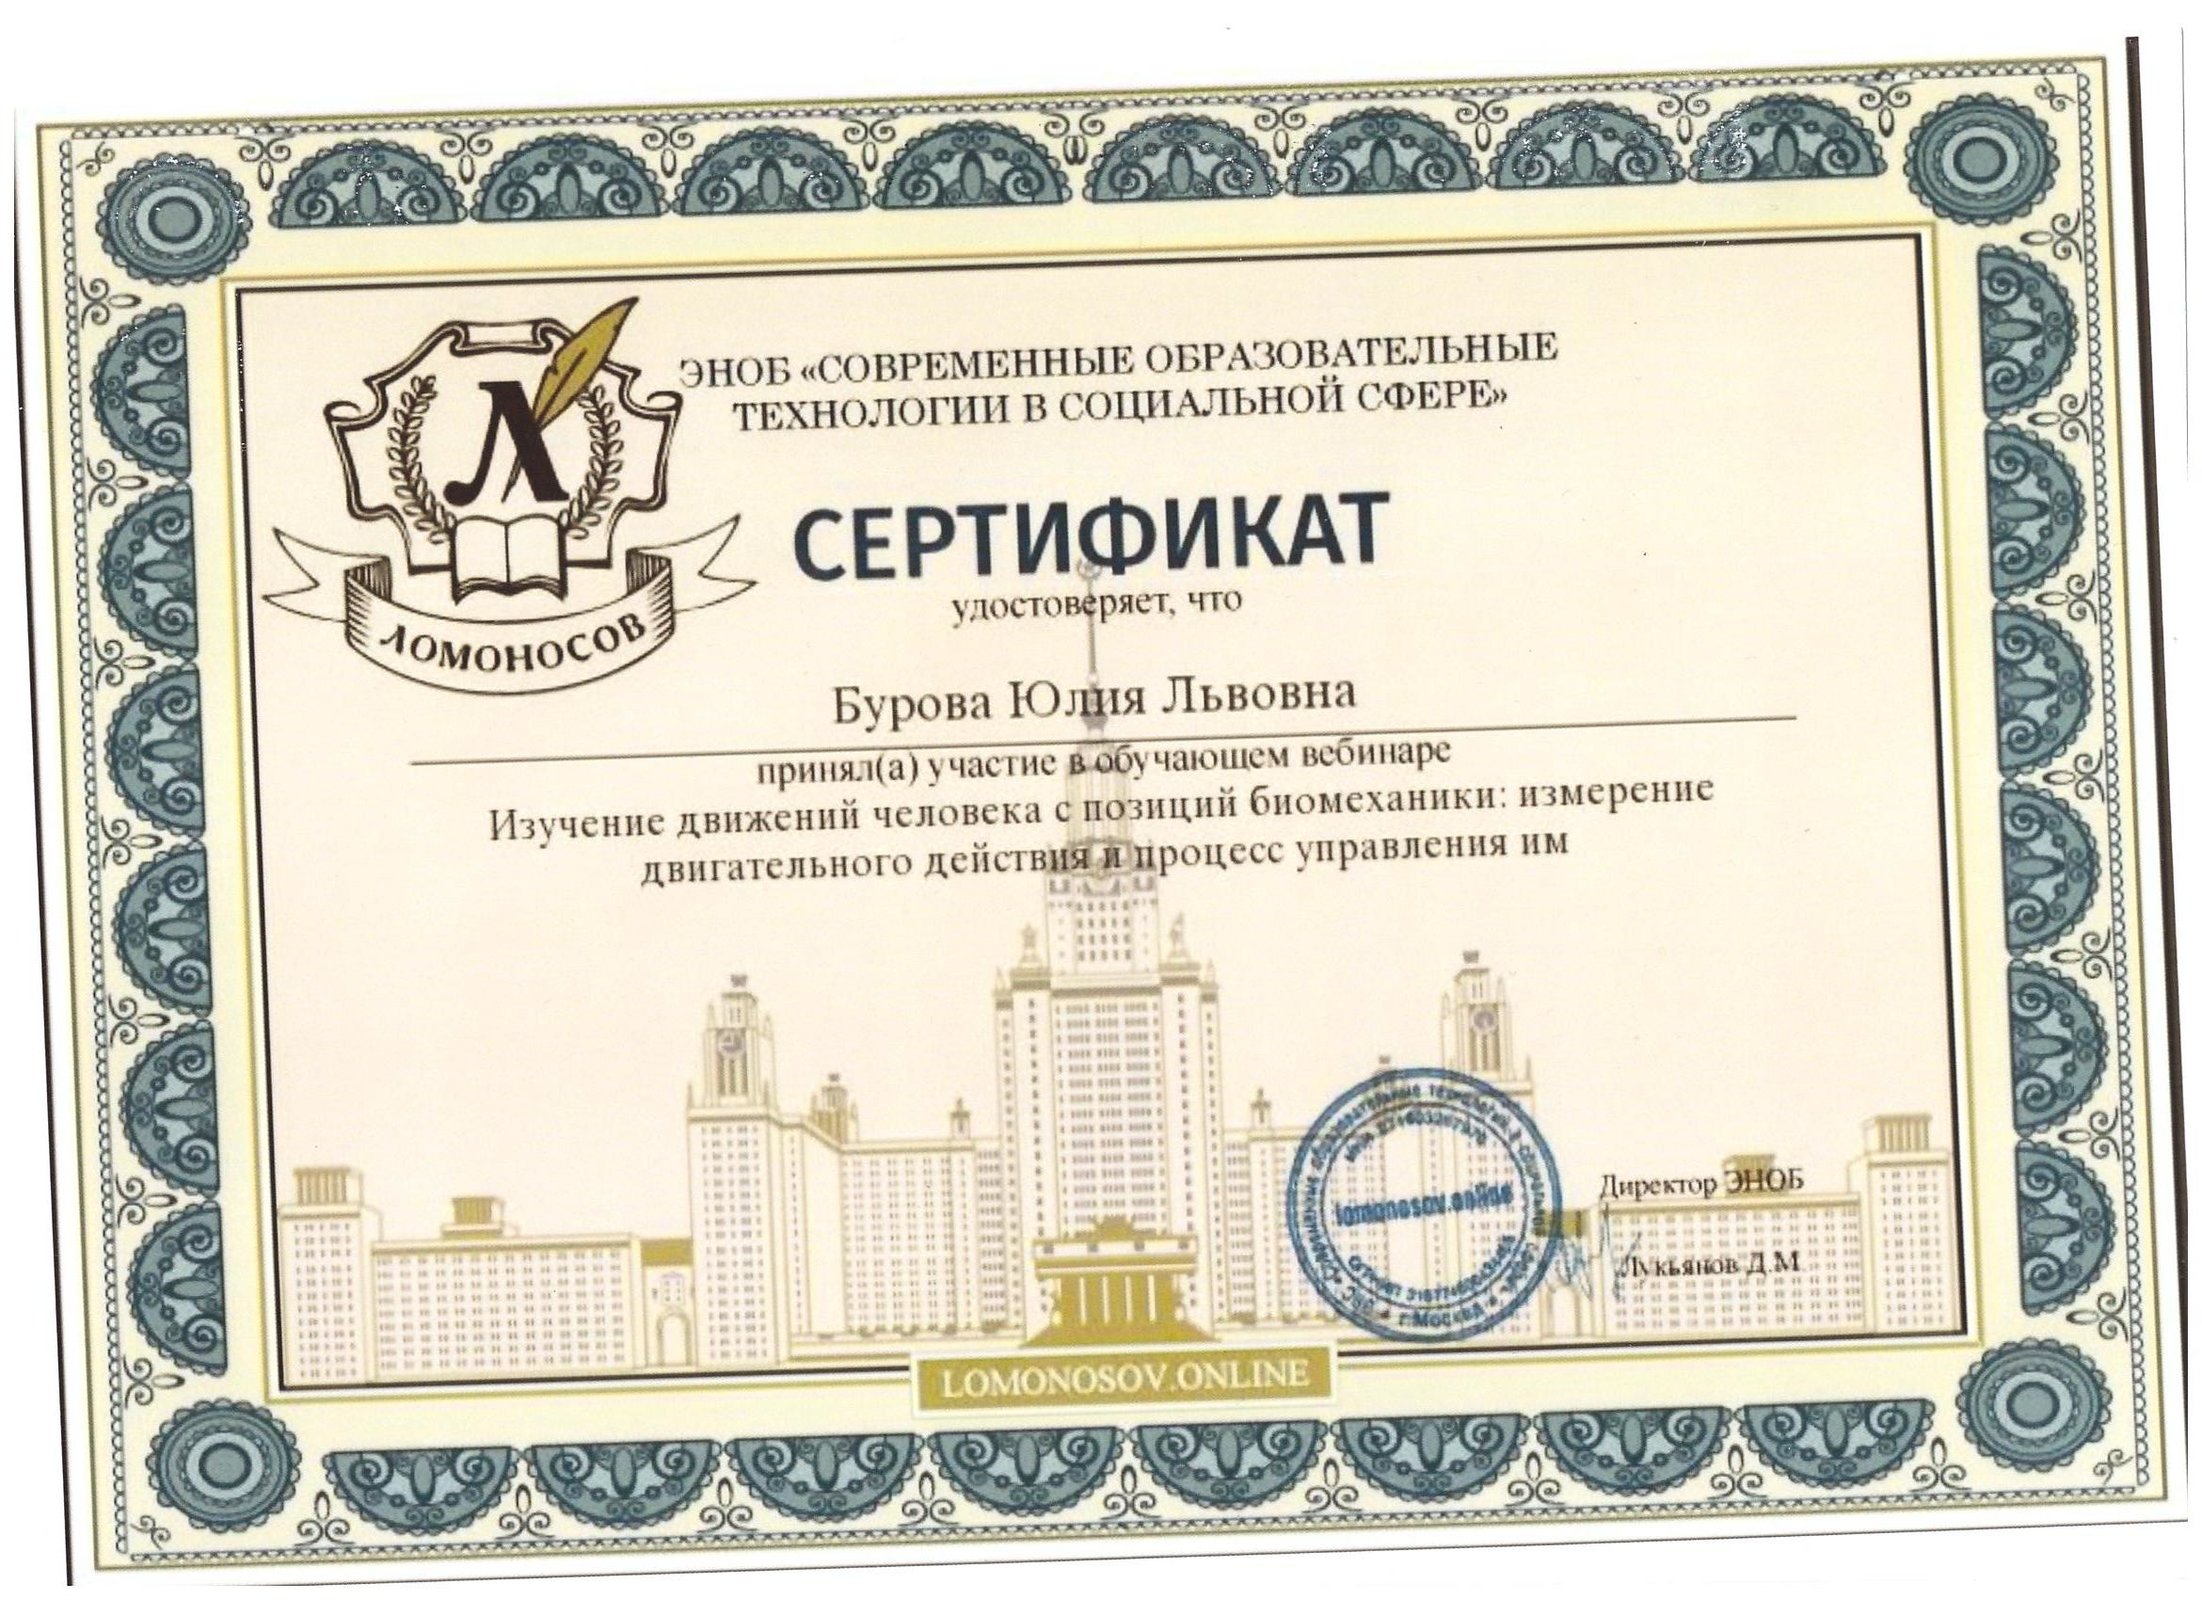 ЭНОБ «СОВРЕМЕННЫЕ ОБРАЗОВАТЕЛЬНЫЕ
ТЕХНОЛОГИИ В СОЦИАЛЬНОЙ СФЕРЕ»
Л
ЛОМОНОСОВ
СЕРТИФИКАТ
удостоверяет, что
Бурова Юлия Львовна
принял(а) участие в обучающем вебинаре
Изучение движений человека с позиций биомеханики: измерение
двигательного действия и процесс управления им
lomonosov.online
г.Москва
Директор ЭНОБ
Лукьянов Д.М
LOMONOSOV.ONLINE